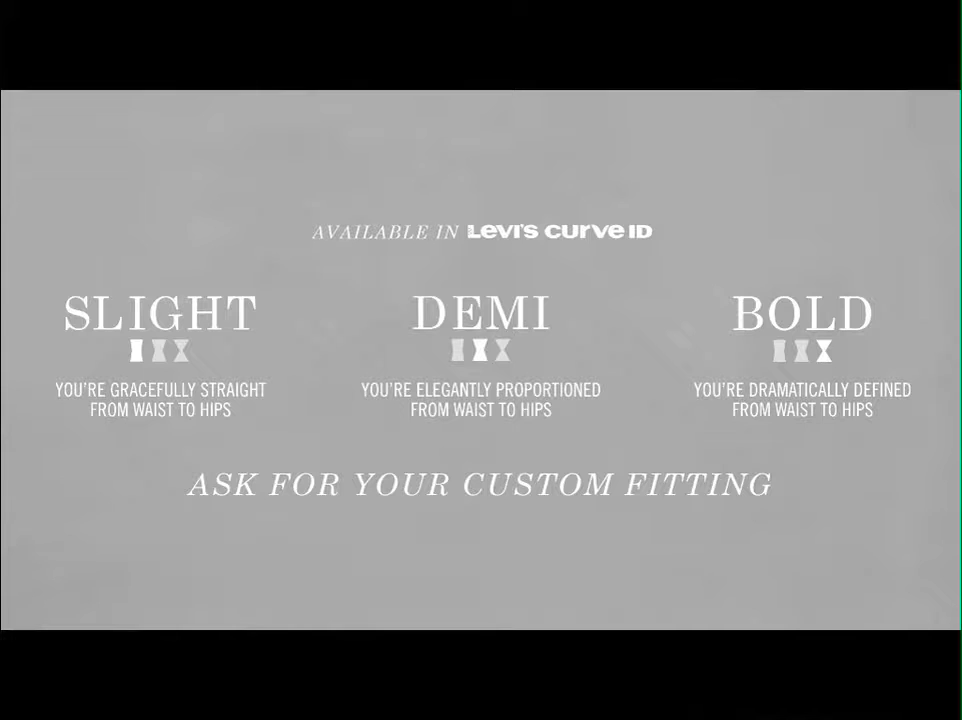 AVAILABLE IN LEVI'S CURVE ID
SLIGHT
YOU'RE GRACEFULLY STRAIGHT
FROM WAIST TO HIPS
DEMI
YOU'RE ELEGANTLY PROPORTIONED
FROM WAIST TO HIPS
BOLD
YOU'RE DRAMATICALLY DEFINED
FROM WAIST TO HIPS
ASK FOR YOUR CUSTOM FITTING